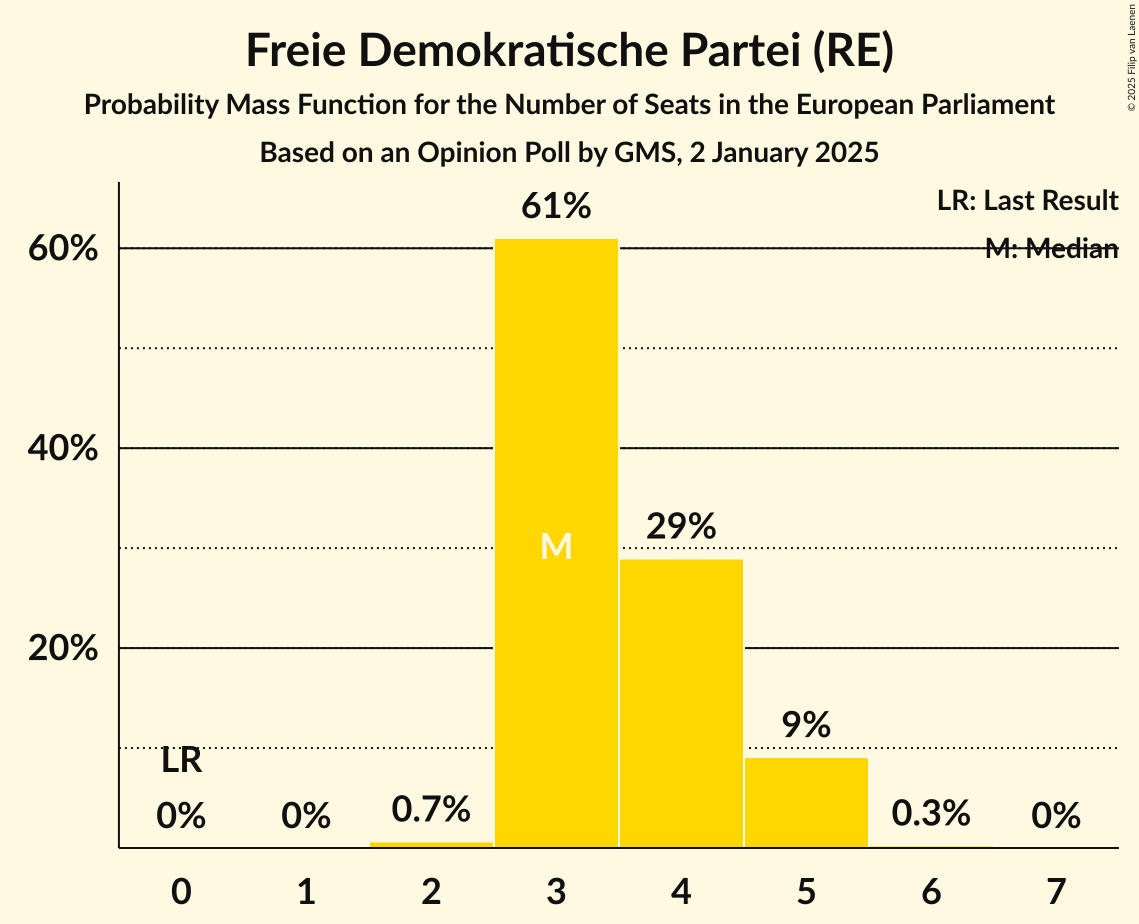 Freie Demokratische Partei (RE)
Probability Mass Function for the Number of Seats in the European Parliament
Based on an Opinion Poll by GMS, 2 January 2025
© 2025 Filip van Laenen
LR: Last Result
M: Median
60%
40%
20%
61%
M
29%
9%
LR
0%
0%
0.7%
0.3%
0%
0 1 2 3 4 5 6 7